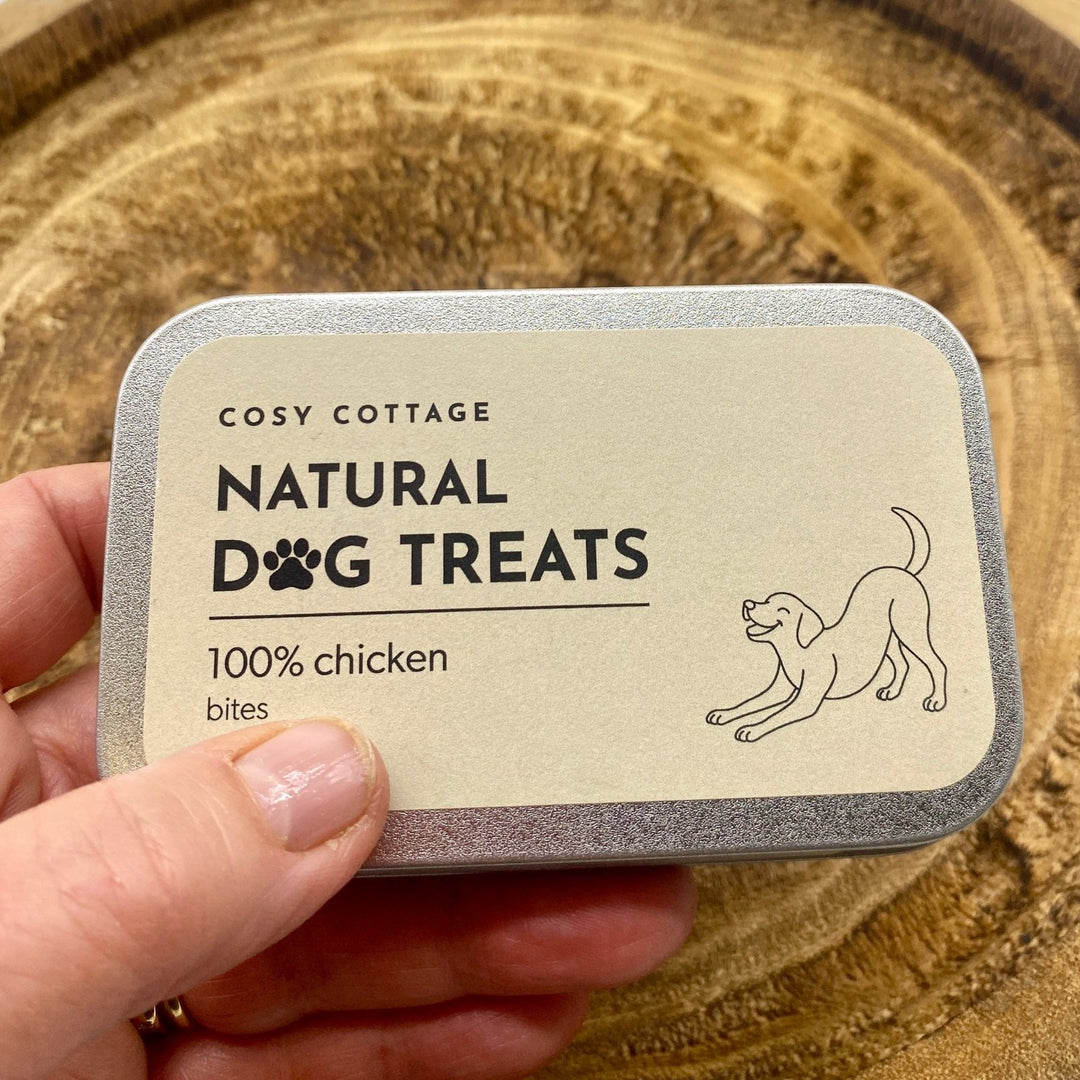 COSY COTTAGE
NATURAL
DOG TREATS
100% chicken
bites